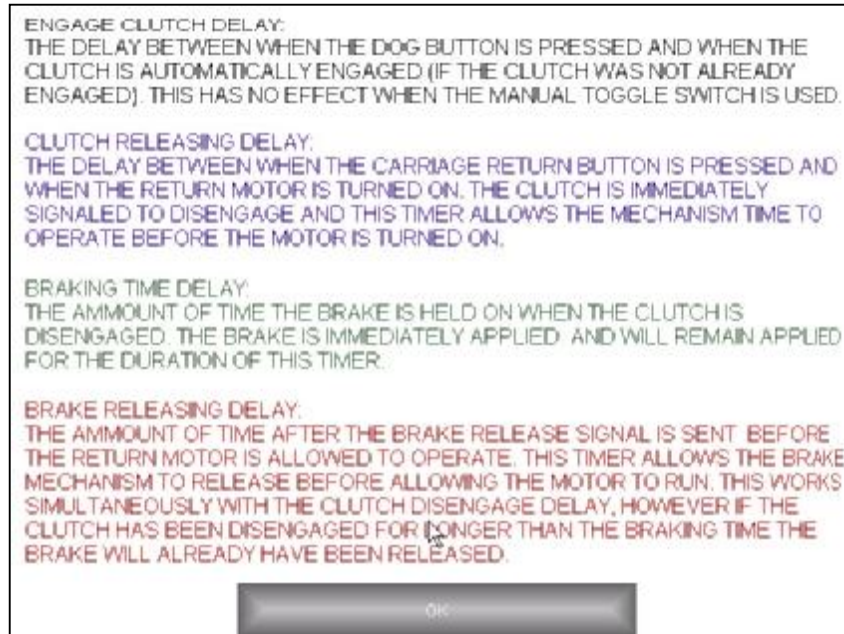 ENGAGE CLUTCH DELAY:
THE DELAY BETWEEN WHEN THE DOG BUTTON IS PRESSED AND WHEN THE
CLUTCH IS AUTOMATICALLY ENGAGED (IF THE CLUTCH WAS NOT ALREADY
ENGAGED). THIS HAS NO EFFECT WHEN THE MANUAL TOGGLE SWITCH IS USED.
CLUTCH RELEASING DELAY:
THE DELAY BETWEEN WHEN THE CARRIAGE RETURN BUTTON IS PRESSED AND
WHEN THE RETURN MOTOR IS TURNED ON. THE CLUTCH IS IMMEDIATELY
SIGNALED TO DISENGAGE AND THIS TIMER ALLOWS THE MECHANISM TIME TO
OPERATE BEFORE THE MOTOR IS TURNED ON.
BRAKING TIME DELAY:
THE AMMOUNT OF TIME THE BRAKE IS HELD ON WHEN THE CLUTCH IS
DISENGAGED. THE BRAKE IS IMMEDIATELY APPLIED AND WILL REMAIN APPLIED
FOR THE DURATION OF THIS TIMER.
BRAKE RELEASING DELAY:
THE AMMOUNT OF TIME AFTER THE BRAKE RELEASE SIGNAL IS SENT BEFORE
THE RETURN MOTOR IS ALLOWED TO OPERATE. THIS TIMER ALLOWS THE BRAKE
MECHANISM TO RELEASE BEFORE ALLOWING THE MOTOR TO RUN. THIS WORKS
SIMULTANEOUSLY WITH THE CLUTCH DISENGAGE DELAY, HOWEVER IF THE
CLUTCH HAS BEEN DISENGAGED FOR LONGER THAN THE BRAKING TIME THE
BRAKE WILL ALREADY HAVE BEEN RELEASED.
OK